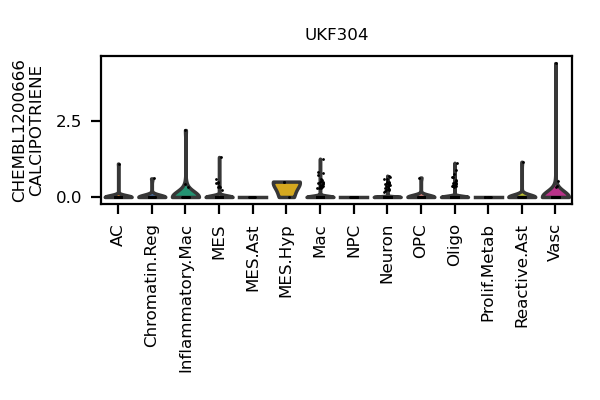 UKF304
CHEMBL1200666
CALCIPOTRIENE
2.5
0.0
AC
Chromatin.Reg
Inflammatory.Mac
MES
MES.Ast
MES.Hyp
Mac
NPC
Neuron
OPC
Oligo
Prolif.Metab
Reactive.Ast
Vasc